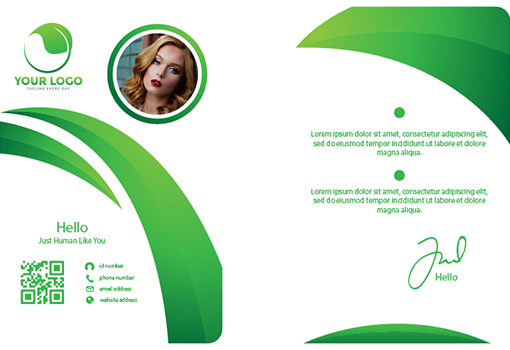 YOUR LOGO
TAGLINE EVERY DAY
Hello
Just Human Like You
id number
phone number
email address
website address
Lorem ipsum dolor sit amet, consectetur adipiscing elit,
sed do eiusmod tempor incididunt ut labore et dolore
magna aliqua.
Lorem ipsum dolor sit amet, consectetur adipiscing elit,
sed do eiusmod tempor incididunt ut labore et dolore
magna aliqua.
Hello